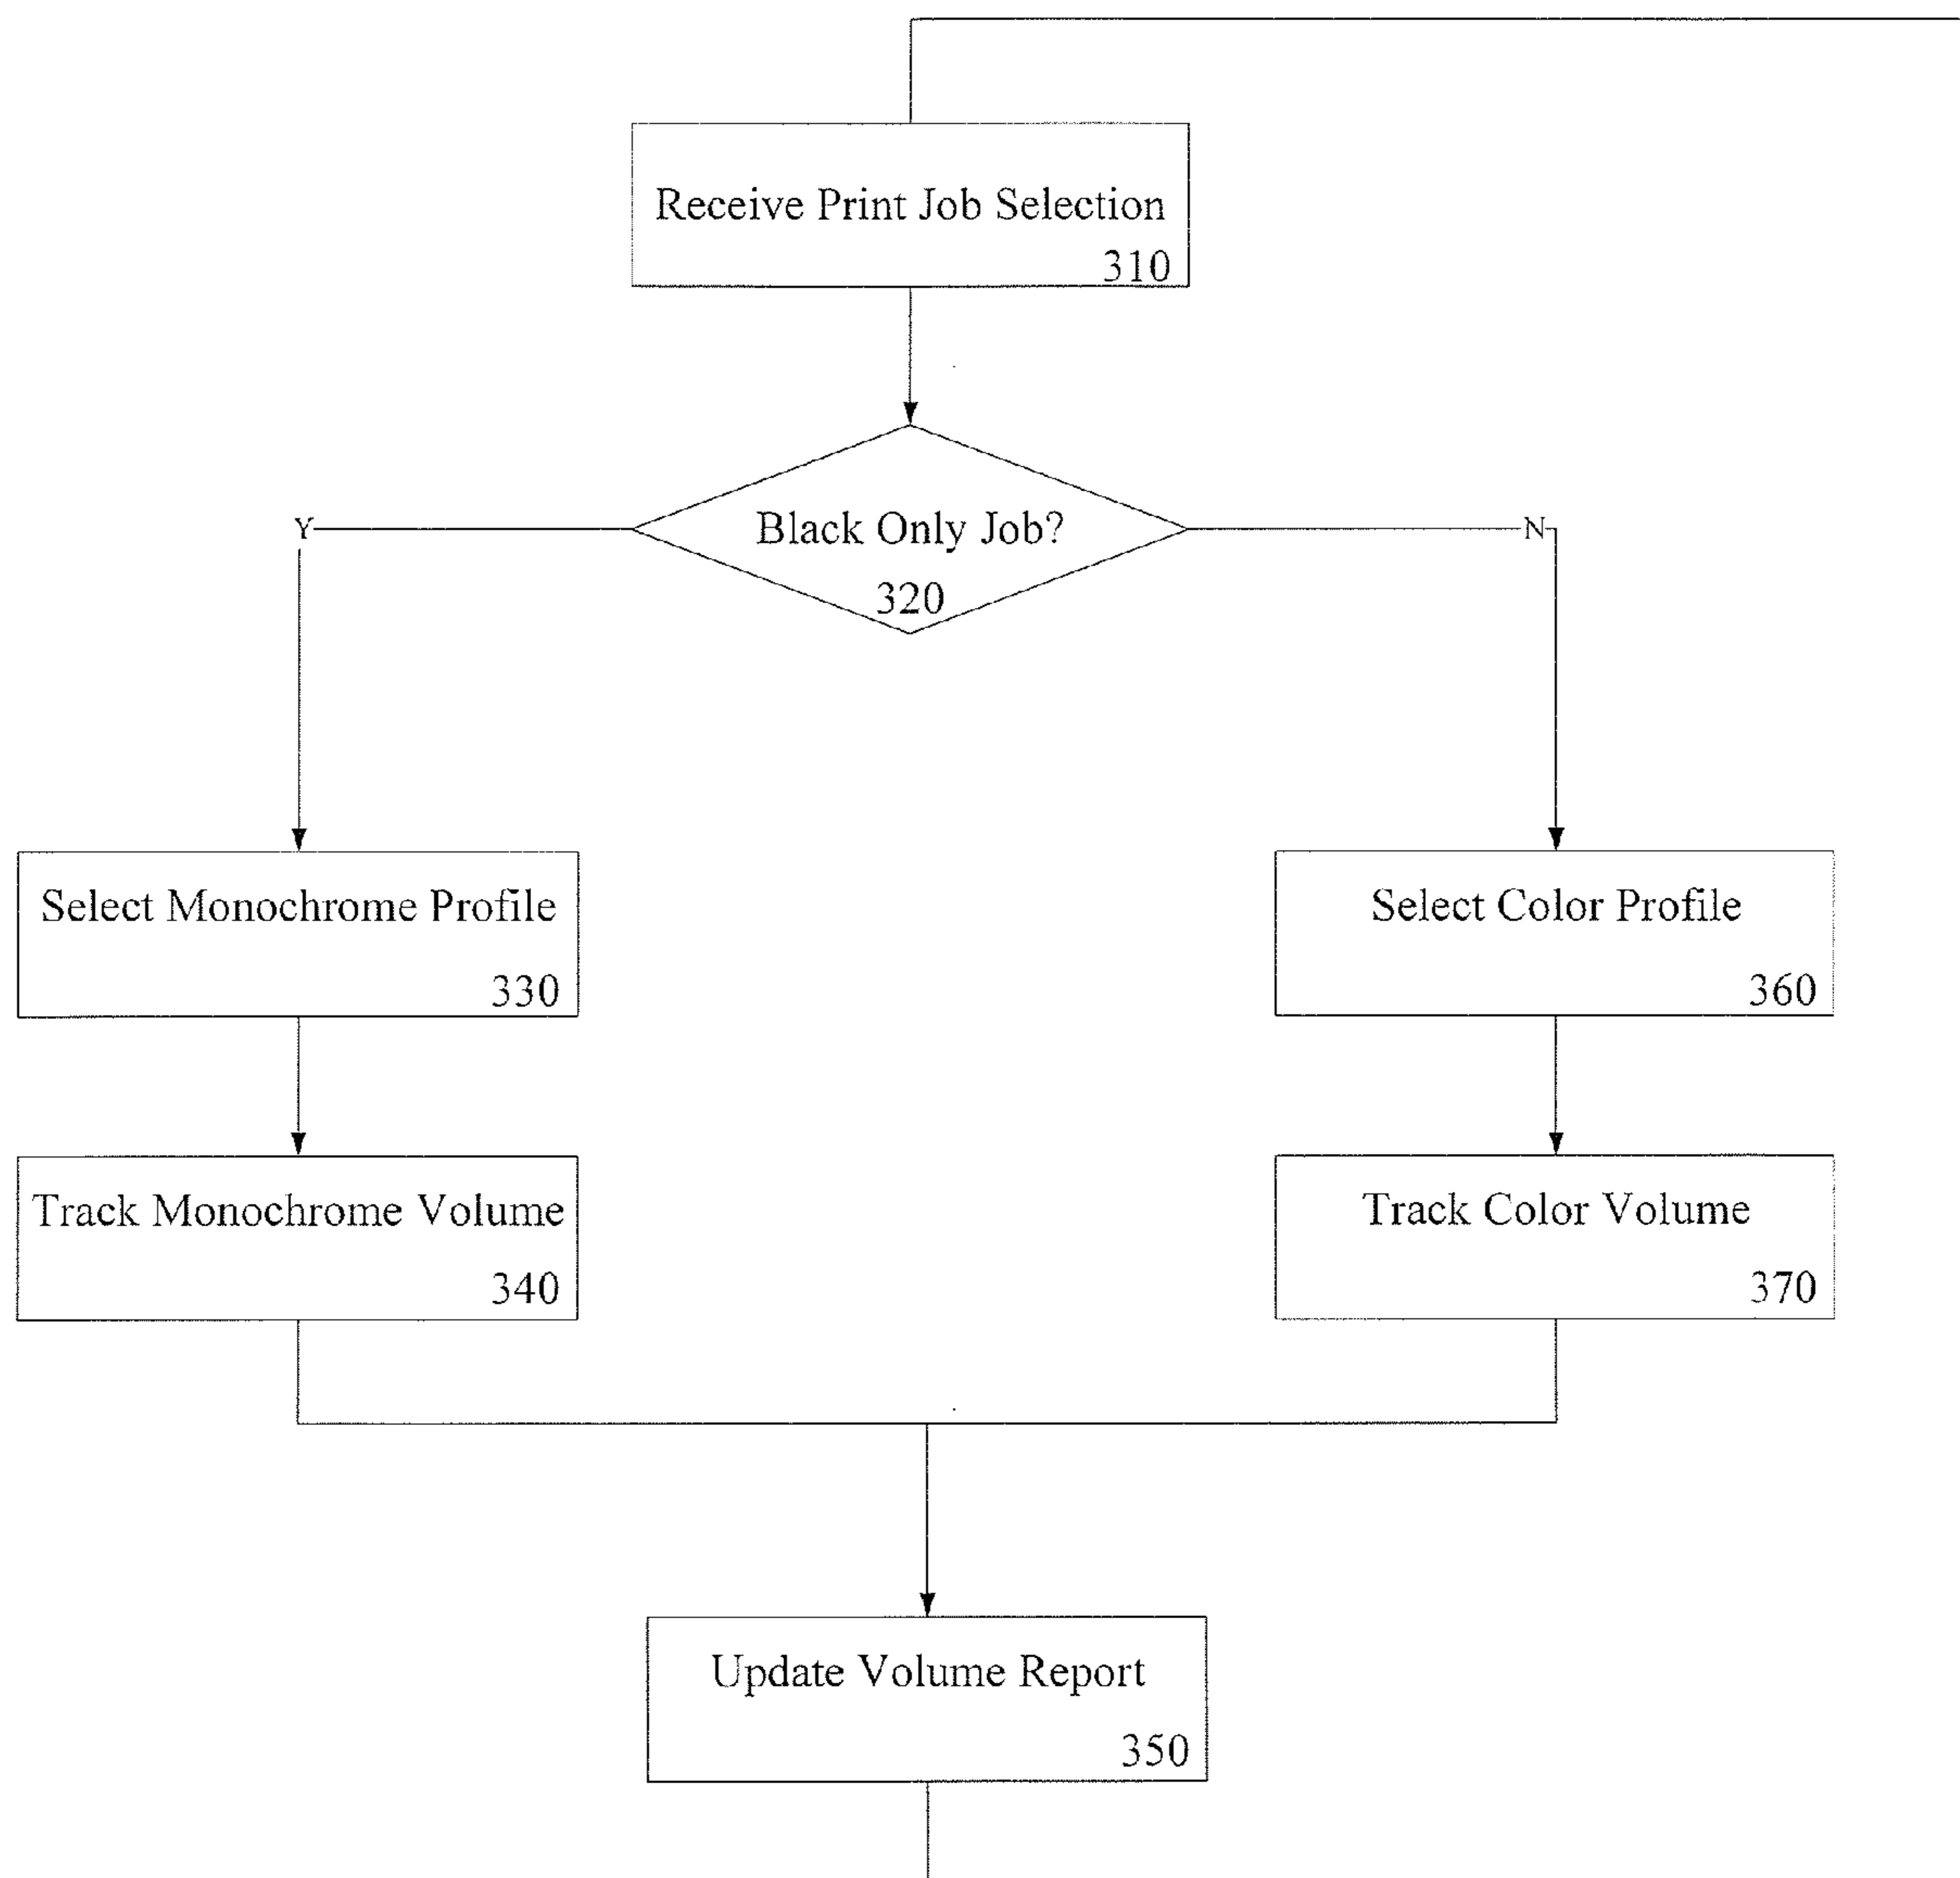 Receive Print Job Selection
310
Black Only Job?
320
Y
N
Select Monochrome Profile
330
Select Color Profile
360
Track Monochrome Volume
340
Track Color Volume
370
Update Volume Report
350